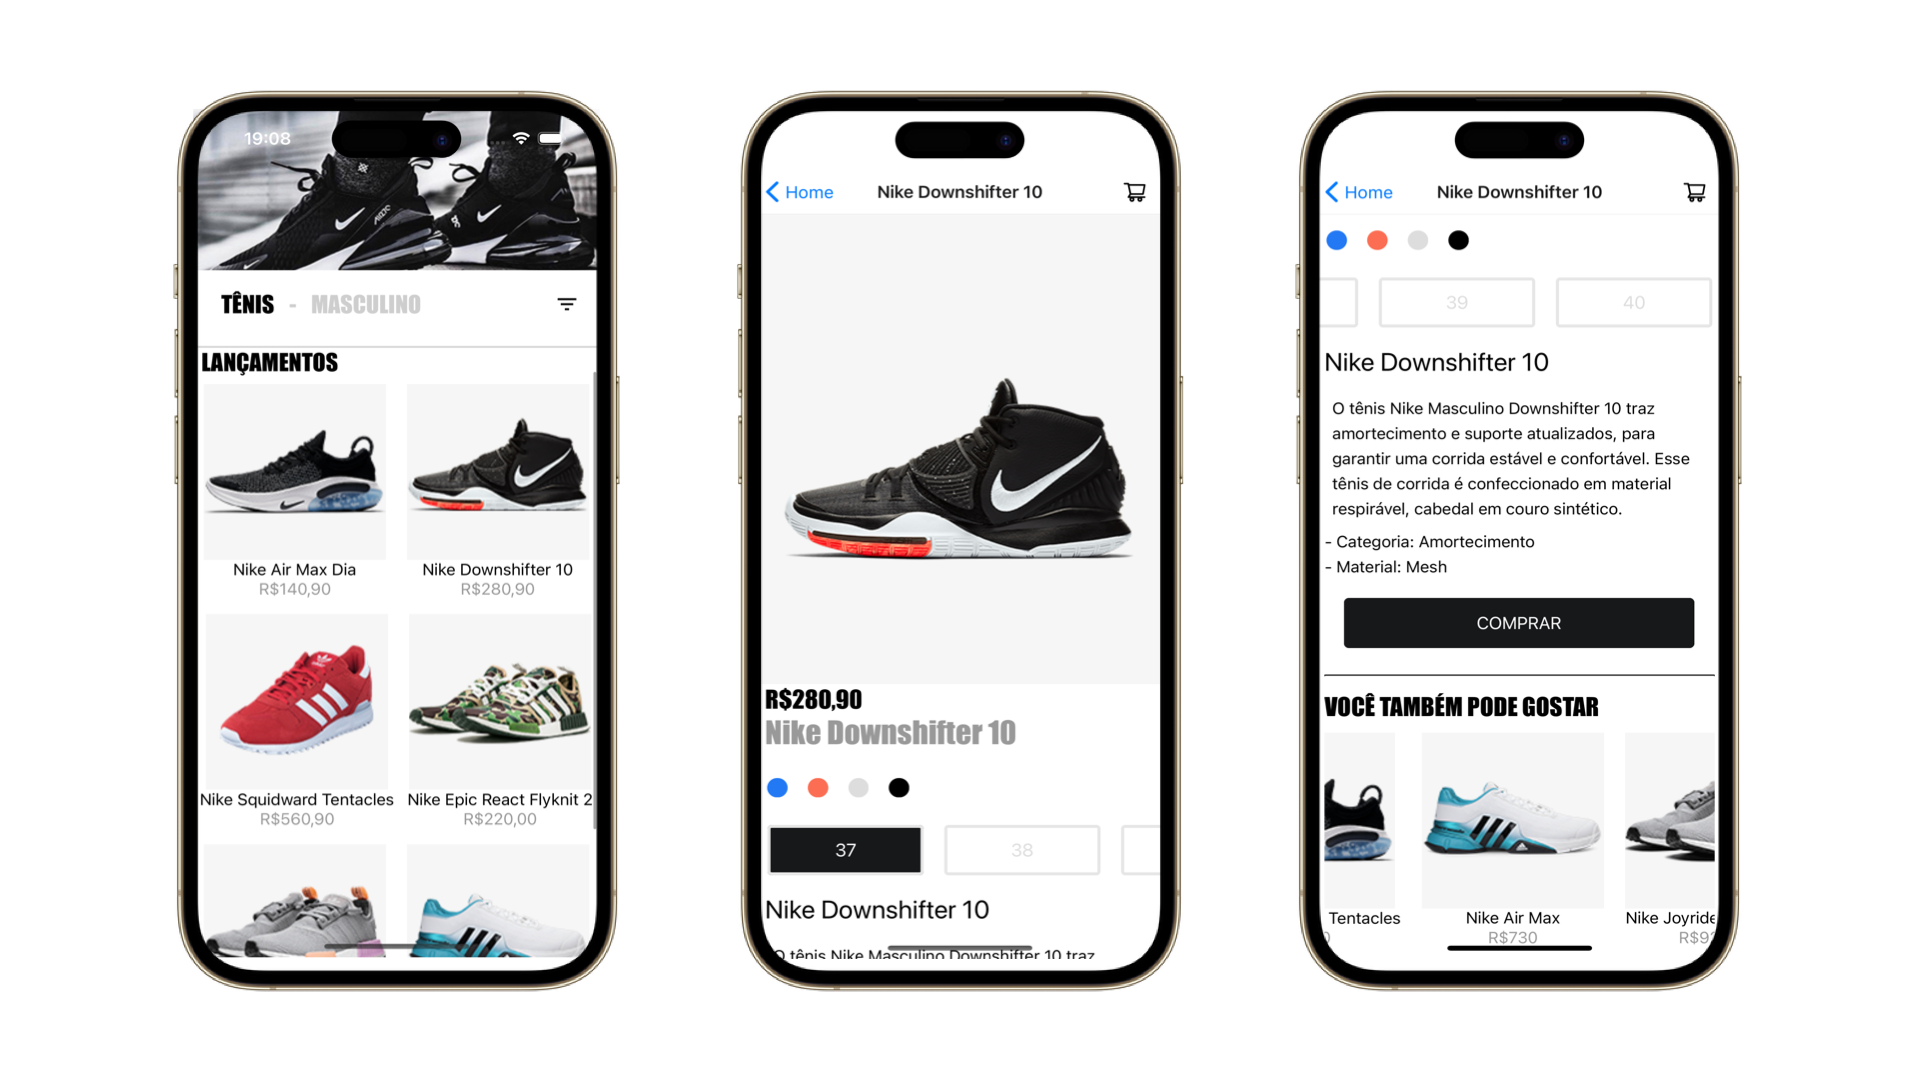 19:08
TÊNIS - MASCULINO
LANÇAMENTOS
Nike Air Max Dia
R$140,90
Nike Downshifter 10
R$280,90
Nike Squidward Tentacles
R$560,90
Nike Epic React Flyknit 2
R$220,00
Home
Nike Downshifter 10
R$280,90
Nike Downshifter 10
37
38
Nike Downshifter 10
O tênis Nike Masculino Downshifter 10 traz
Home
Nike Downshifter 10
39
40
Nike Downshifter 10
O tênis Nike Masculino Downshifter 10 traz
amortecimento e suporte atualizados, para
garantir uma corrida estável e confortável. Esse
tênis de corrida é confeccionado em material
respirável, cabedal em couro sintético.
- Categoria: Amortecimento
- Material: Mesh
COMPRAR
VOCÊ TAMBÉM PODE GOSTAR
Tentacles
Nike Air Max
R$730
Nike Joyride